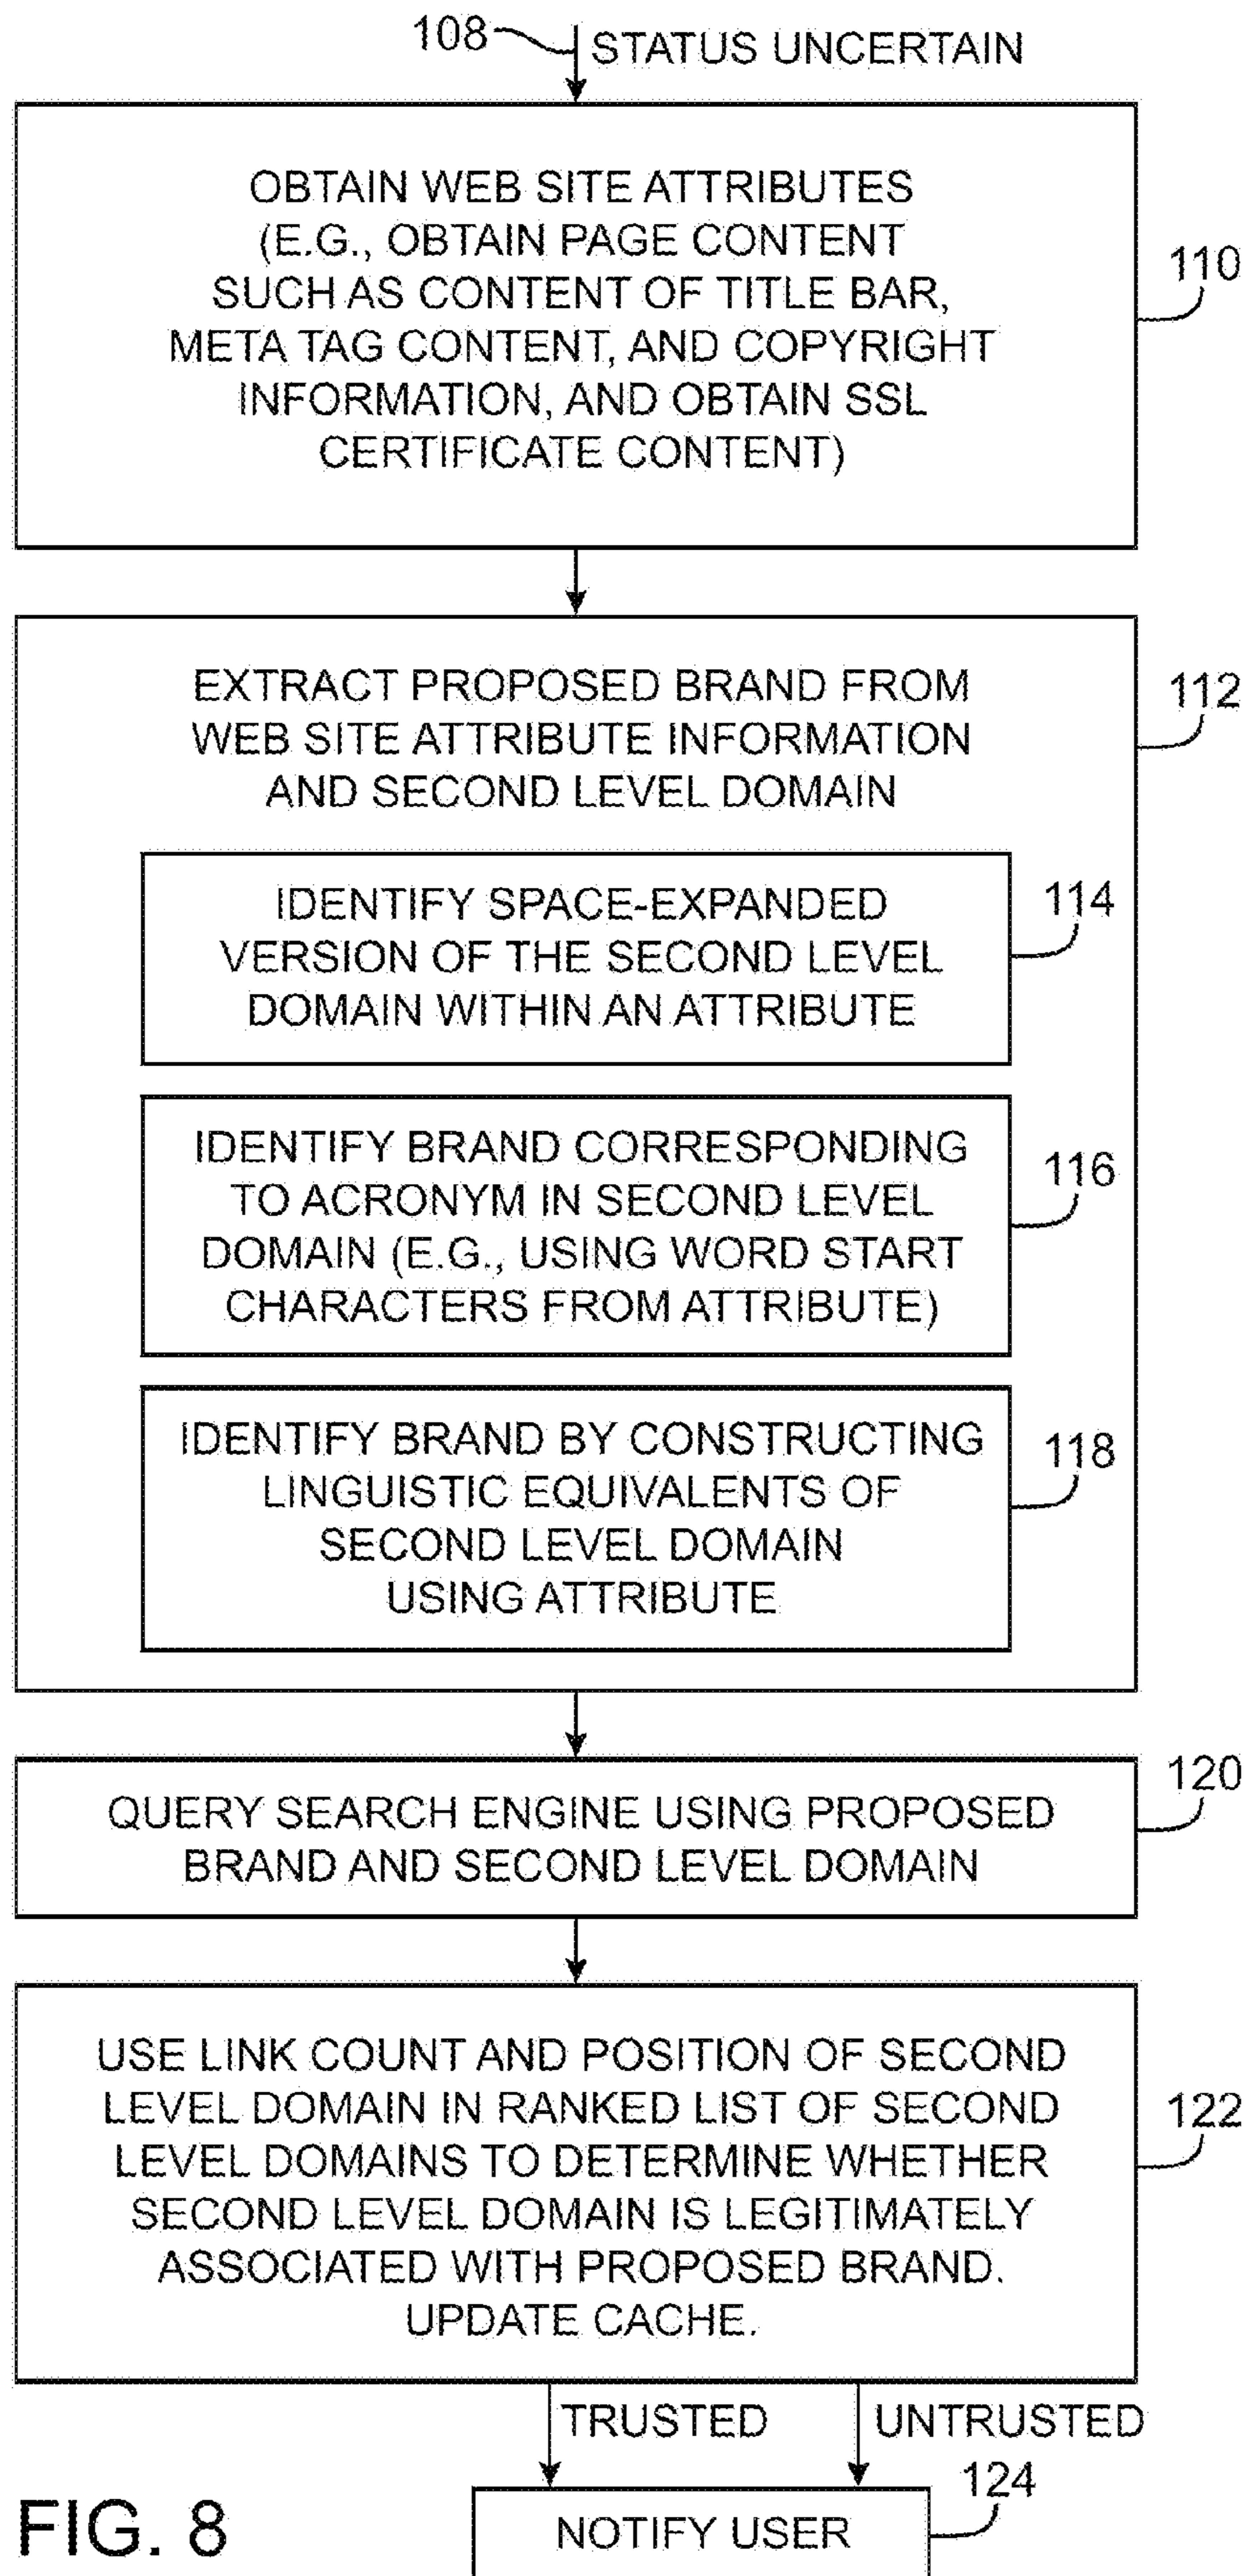 108
STATUS UNCERTAIN
OBTAIN WEB SITE ATTRIBUTES
(E.G., OBTAIN PAGE CONTENT
SUCH AS CONTENT OF TITLE BAR,
META TAG CONTENT, AND COPYRIGHT
INFORMATION, AND OBTAIN SSL
CERTIFICATE CONTENT)
110
EXTRACT PROPOSED BRAND FROM
WEB SITE ATTRIBUTE INFORMATION
AND SECOND LEVEL DOMAIN
112
IDENTIFY SPACE-EXPANDED
VERSION OF THE SECOND LEVEL
DOMAIN WITHIN AN ATTRIBUTE
114
IDENTIFY BRAND CORRESPONDING
TO ACRONYM IN SECOND LEVEL
DOMAIN (E.G., USING WORD START
CHARACTERS FROM ATTRIBUTE)
116
IDENTIFY BRAND BY CONSTRUCTING
LINGUISTIC EQUIVALENTS OF
SECOND LEVEL DOMAIN
USING ATTRIBUTE
118
QUERY SEARCH ENGINE USING PROPOSED
BRAND AND SECOND LEVEL DOMAIN
120
USE LINK COUNT AND POSITION OF SECOND
LEVEL DOMAIN IN RANKED LIST OF SECOND
LEVEL DOMAINS TO DETERMINE WHETHER
SECOND LEVEL DOMAIN IS LEGITIMATELY
ASSOCIATED WITH PROPOSED BRAND.
UPDATE CACHE.
122
TRUSTED
UNTRUSTED
NOTIFY USER
124
FIG. 8